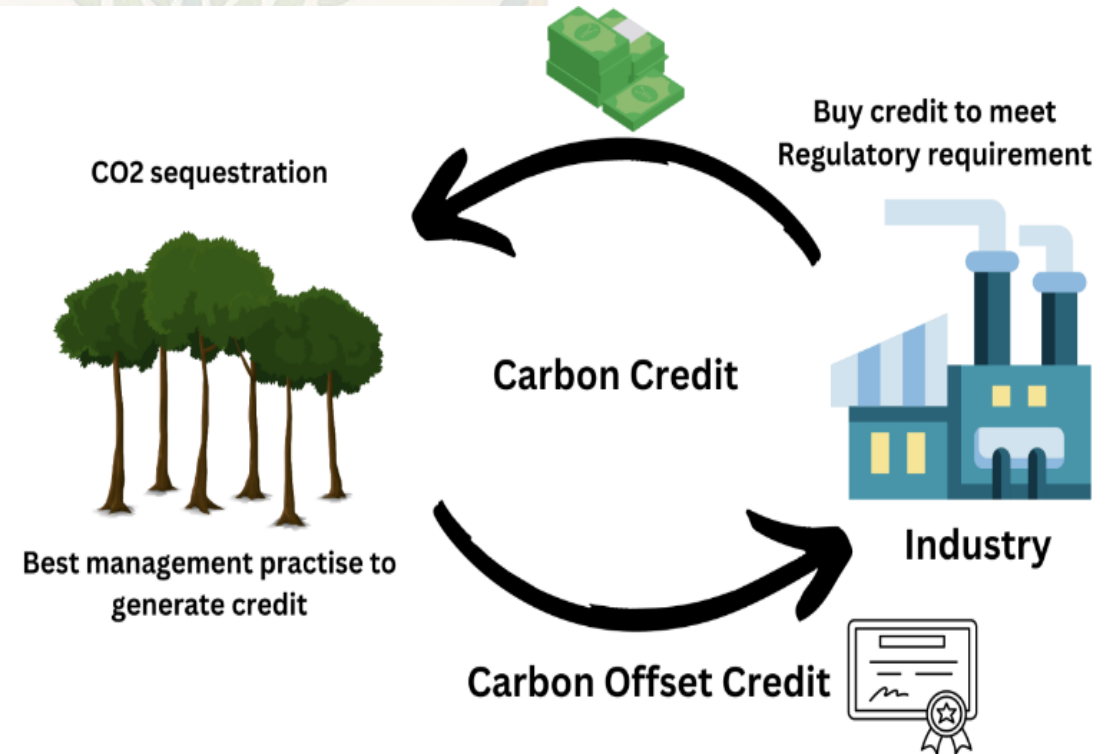 Buy credit to meet
Regulatory requirement
CO2 sequestration
Carbon Credit
Industry
Best management practise to
generate credit
Carbon Offset Credit